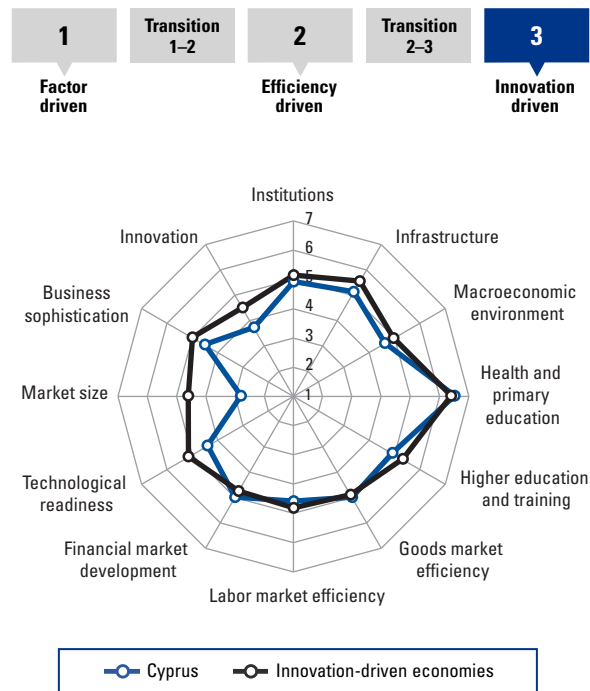 1
Transition
1–2
2
Transition
2–3
3
Factor
driven
Efficiency
driven
Innovation
driven
Institutions
Infrastructure
Macroeconomic
environment
Health and
primary
education
Higher education
and training
Goods market
efficiency
Labor market efficiency
Financial market
development
Technological
readiness
Market size
Business
sophistication
Innovation
7
6
5
4
3
2
1
Cyprus
Innovation-driven economies